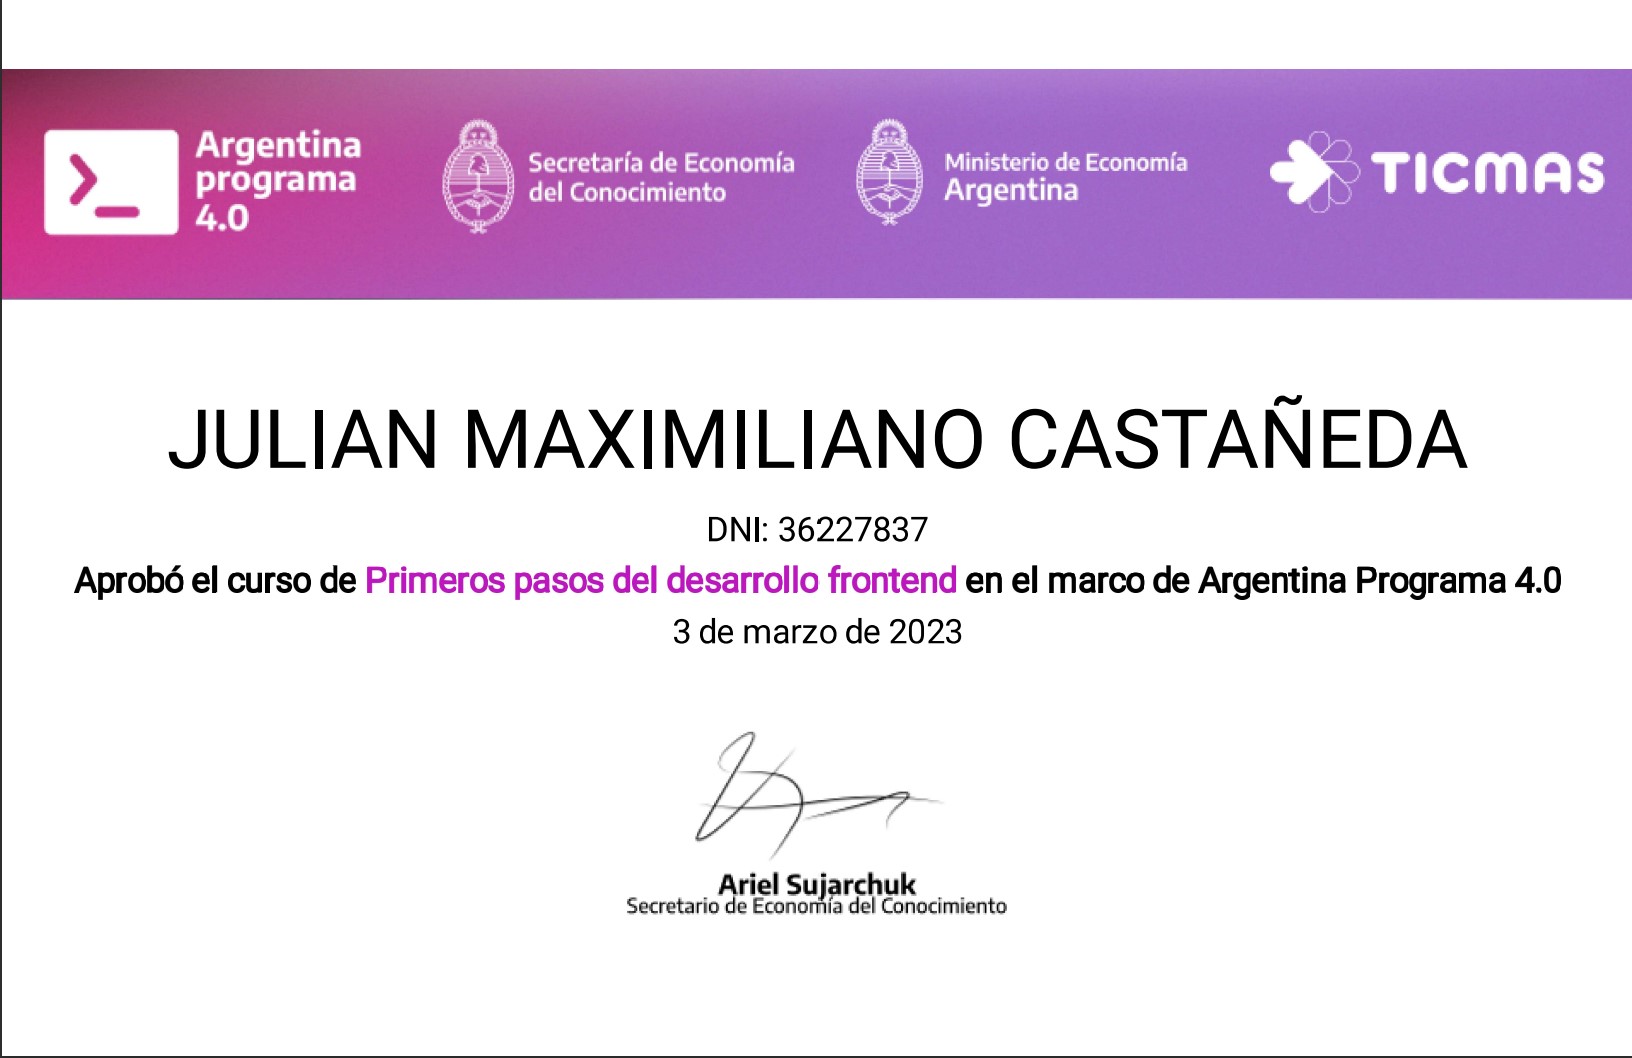 Argentina
programa
4.0
Secretaría de Economía
del Conocimiento
Ministerio de Economía
Argentina
TICMAS
JULIAN MAXIMILIANO CASTAÑEDA
DNI: 36227837
Aprobó el curso de Primeros pasos del desarrollo frontend en el marco de Argentina Programa 4.0
3 de marzo de 2023
Ariel Sujarchuk
Secretario de Economía del Conocimiento